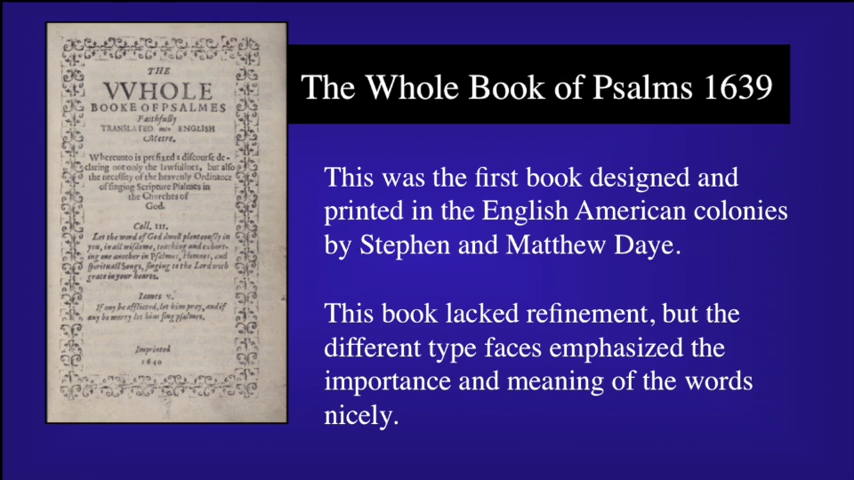 THE
VVHOLE
BOOKE OF PSALMES
Faithfully
TRANSLATED into ENGLISH
Metre.
Whereunto is prefixed a discourse de-
claring not only the lawfullnes, but also
the necessity of the heavenly Ordinance
of singing Scripture Psalmes in
the Churches of
God.
Coll. III.
Let the word of God dwell plenteously in
you, in all wisdome, teaching and exhort-
ing one another in Psalmes, Himnes, and
spirituall Songs, singing to the Lord with
grace in your hearts.
Iames v.
If any be afflicted, let him pray, and if
any be merry let him sing psalmes.
Imprinted
1640
The Whole Book of Psalms 1639
This was the first book designed and
printed in the English American colonies
by Stephen and Matthew Daye.
This book lacked refinement, but the
different type faces emphasized the
importance and meaning of the words
nicely.